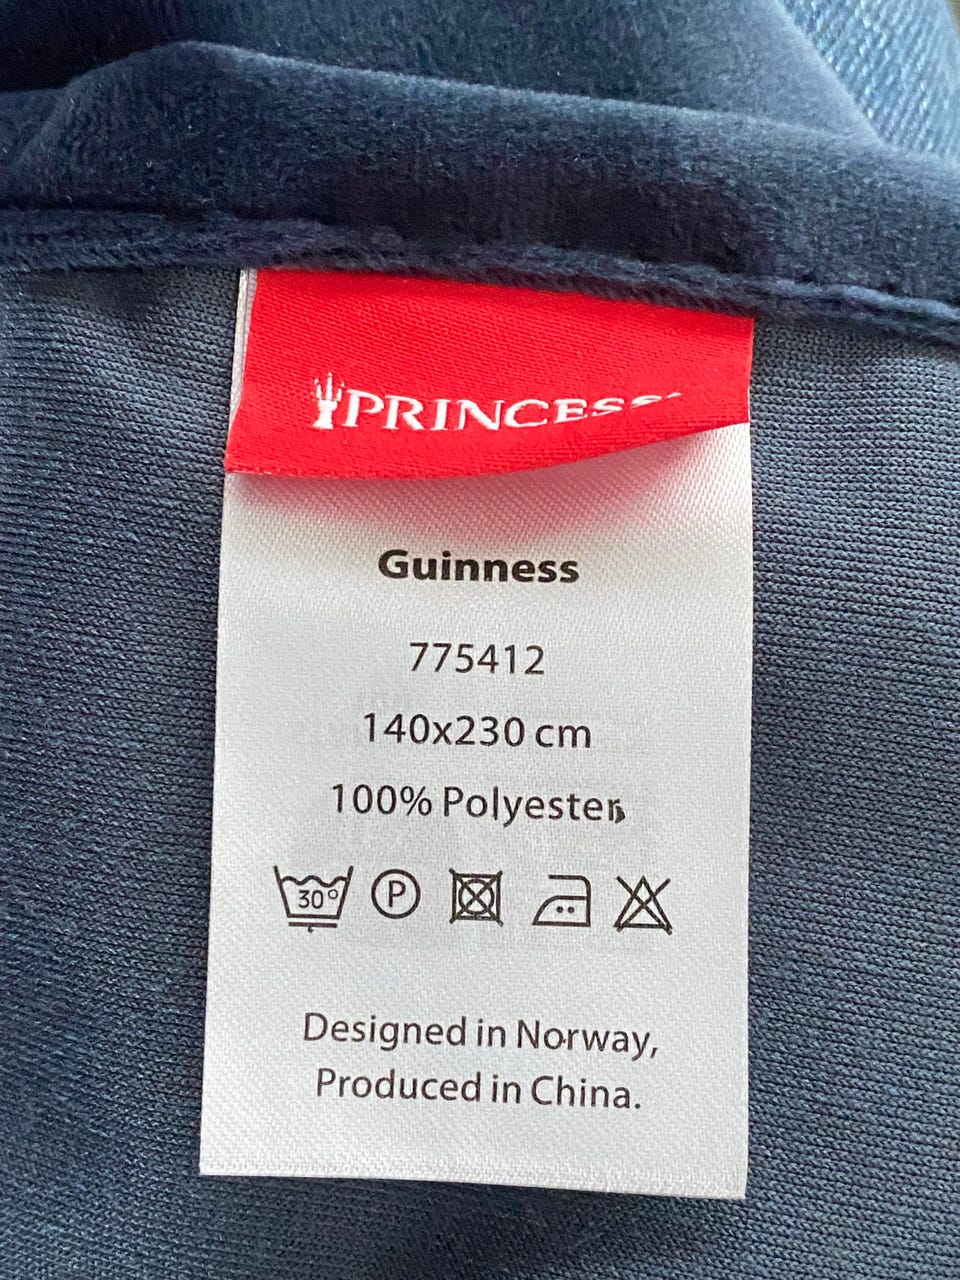 PRINCESS
Guinness
775412
140x230 cm
100% Polyester
30°
P
Designed in Norway,
Produced in China.